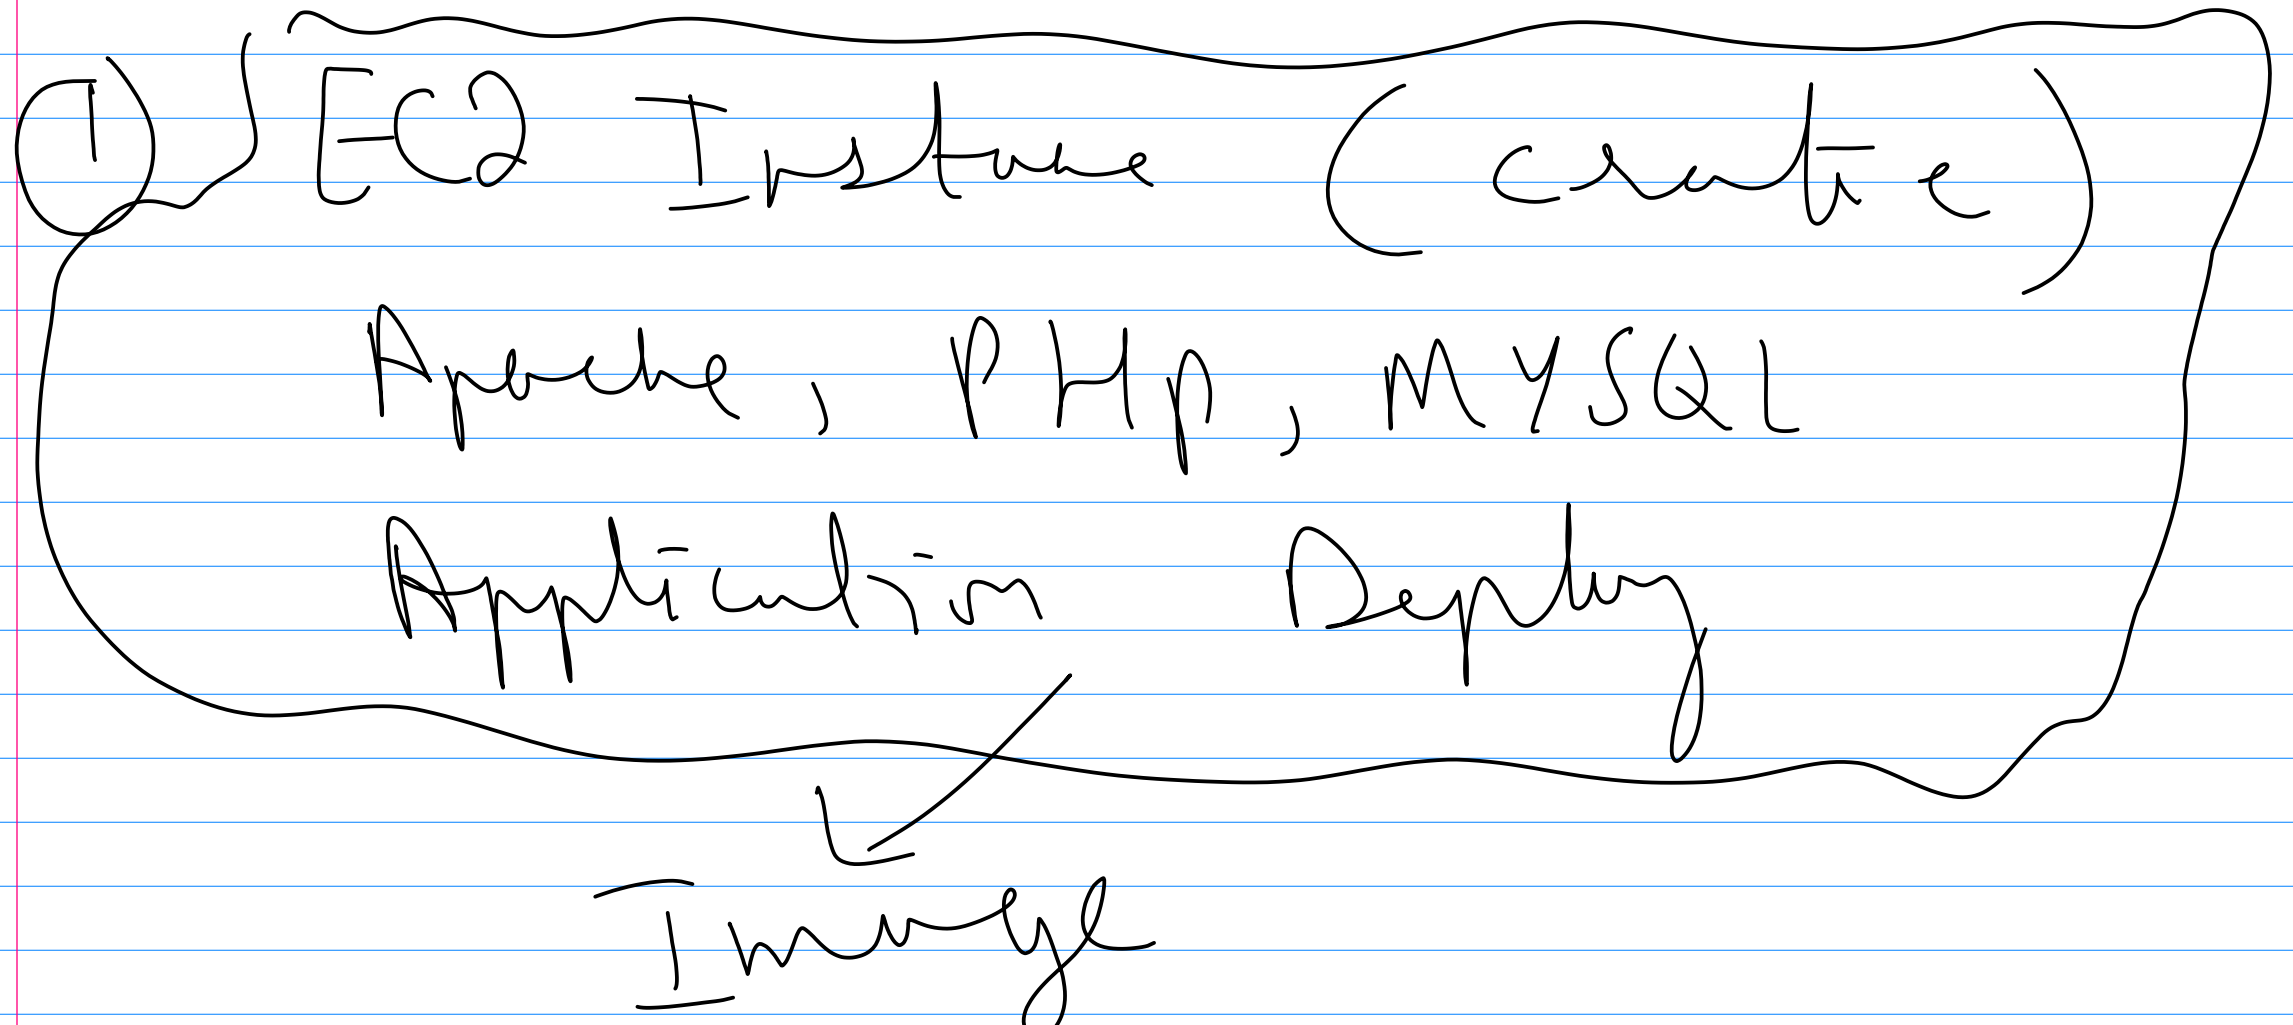 ① EC2 Instance (Create)
Apache, PHP, MYSQL
Application Deploy
Image